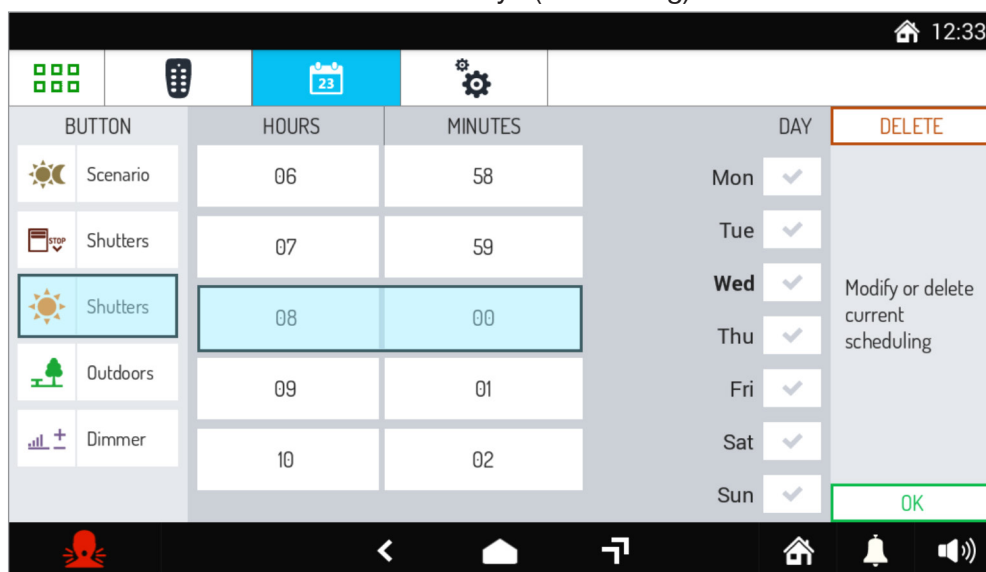 12:33
23
BUTTON HOURS MINUTES DAY DELETE
Scenario 06 58 Mon
STOP Shutters 07 59 Tue
Shutters 08 00 Wed
Modify or delete
current
scheduling
Thu
Outdoors 09 01 Fri
Dimmer 10 02 Sat
Sun OK